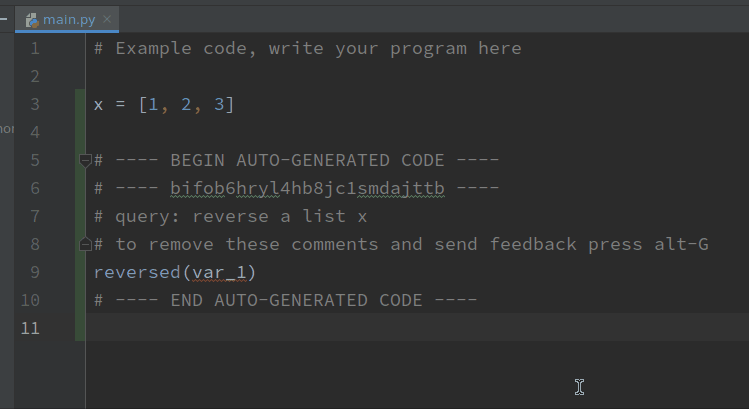 main.py
1 # Example code, write your program here
2
3 x = [1, 2, 3]
4
5 # ---- BEGIN AUTO-GENERATED CODE ----
6 # ---- bifob6hryl4hb8jc1smdajttb ----
7 # query: reverse a list x
8 # to remove these comments and send feedback press alt-G
9 reversed(var_1)
10 # ---- END AUTO-GENERATED CODE ----
11